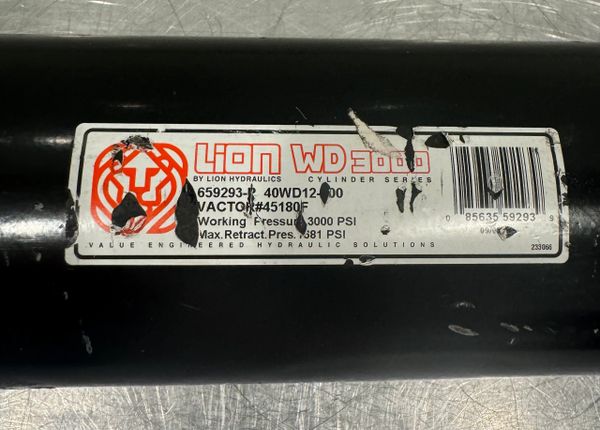 LION WD 3000
BY LION HYDRAULICS CYLINDER SERIES
659293- 40WD12-
VACTOR#45180F
Working Pressure 3000 PSI
Max.Retract.Pres. 681 PSI
VALUE ENGINEERED HYDRAULIC SOLUTIONS
0 85635 59293 9
233066